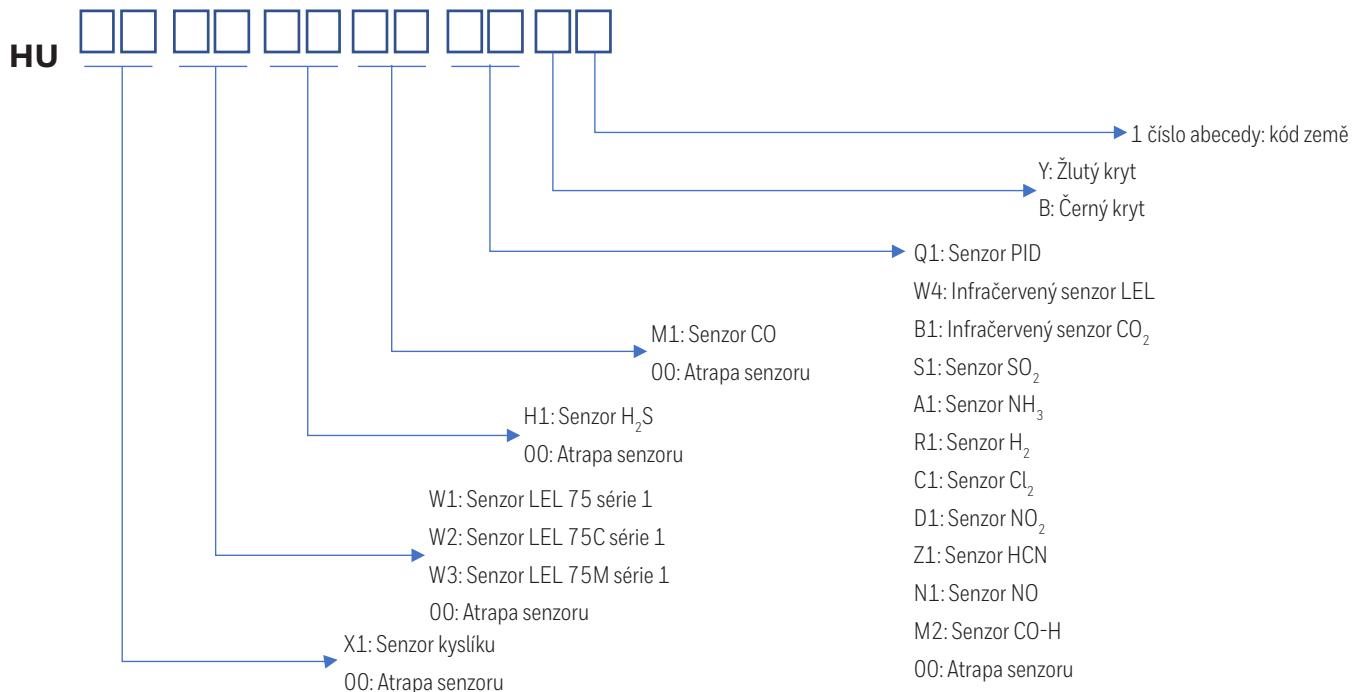 HU
1 číslo abecedy: kód země
Y: Žlutý kryt
B: Černý kryt
Q1: Senzor PID
W4: Infračervený senzor LEL
B1: Infračervený senzor CO₂
S1: Senzor SO₂
A1: Senzor NH₃
R1: Senzor H₂
C1: Senzor Cl₂
D1: Senzor NO₂
Z1: Senzor HCN
N1: Senzor NO
M2: Senzor CO-H
00: Atrapa senzoru
M1: Senzor CO
00: Atrapa senzoru
H1: Senzor H₂S
00: Atrapa senzoru
W1: Senzor LEL 75 série 1
W2: Senzor LEL 75C série 1
W3: Senzor LEL 75M série 1
00: Atrapa senzoru
X1: Senzor kyslíku
00: Atrapa senzoru